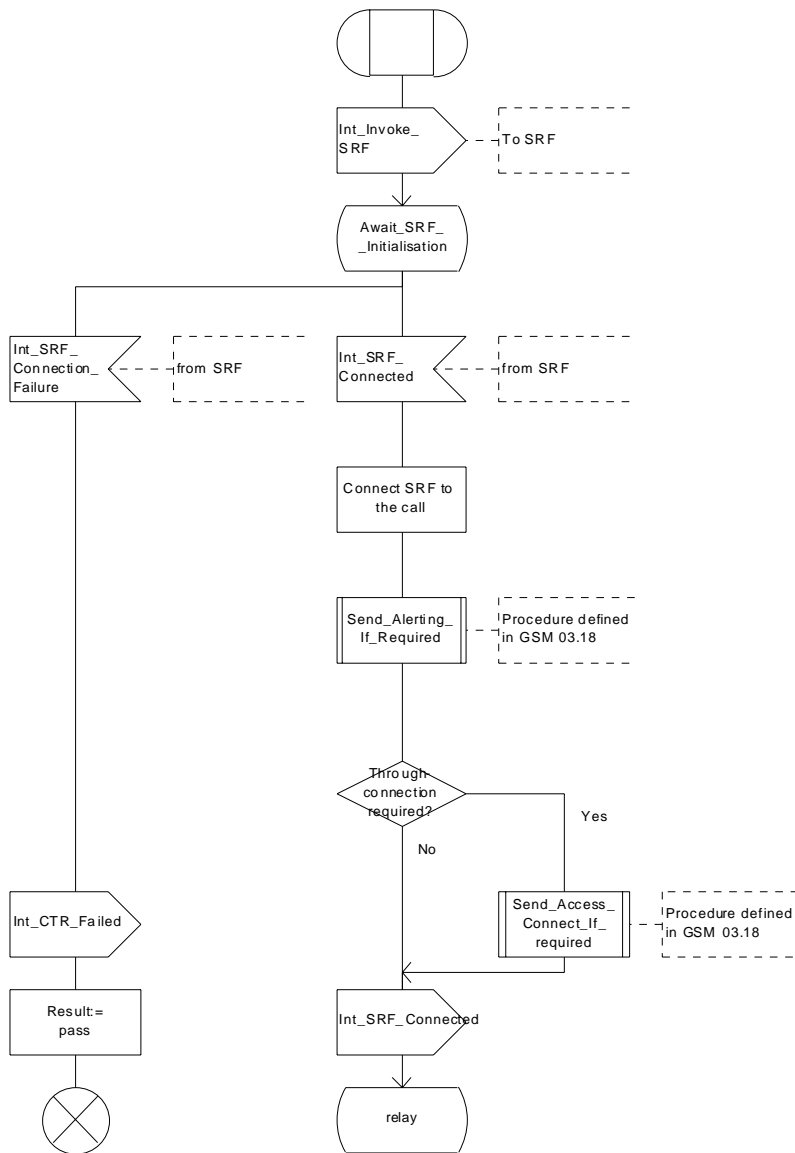 Int_Invoke_
SRF
To SRF
Await_SRF_
_Initialisation
Int_SRF_
Connection_
Failure
from SRF
Int_SRF_
Connected
from SRF
Connect SRF to
the call
Send_Alerting_
If_Required
Procedure defined
in GSM 03.18
Through-
connection
required?
Yes
No
Int_CTR_Failed
Send_Access_
Connect_If_
required
Procedure defined
in GSM 03.18
Result:=
pass
Int_SRF_Connected
relay